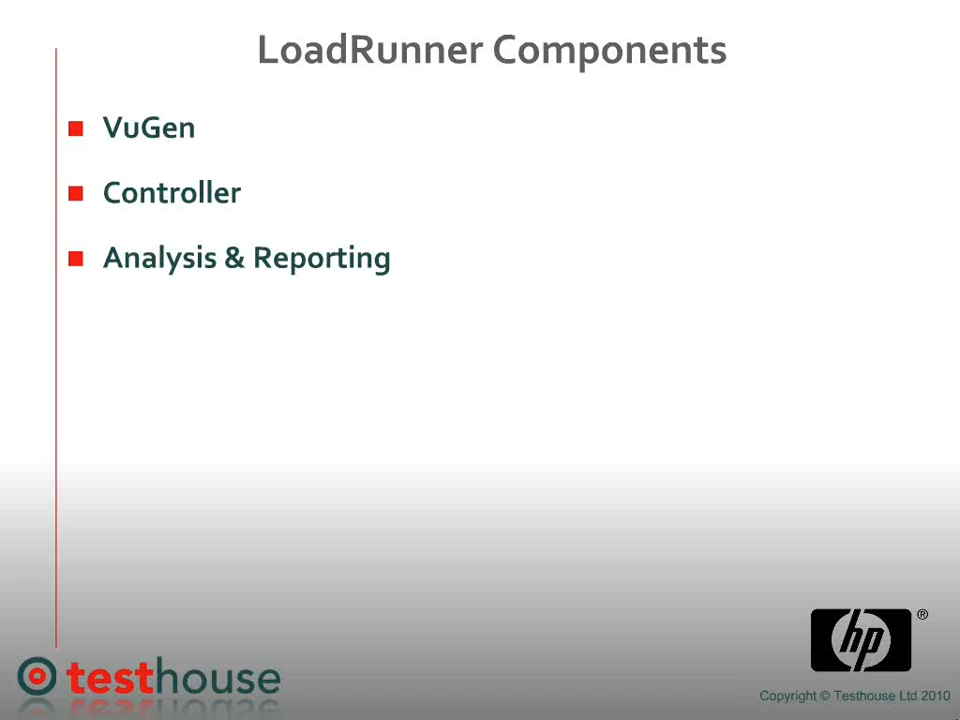 LoadRunner Components
VuGen
Controller
Analysis & Reporting
hp ®
testhouse
Copyright © Testhouse Ltd 2010